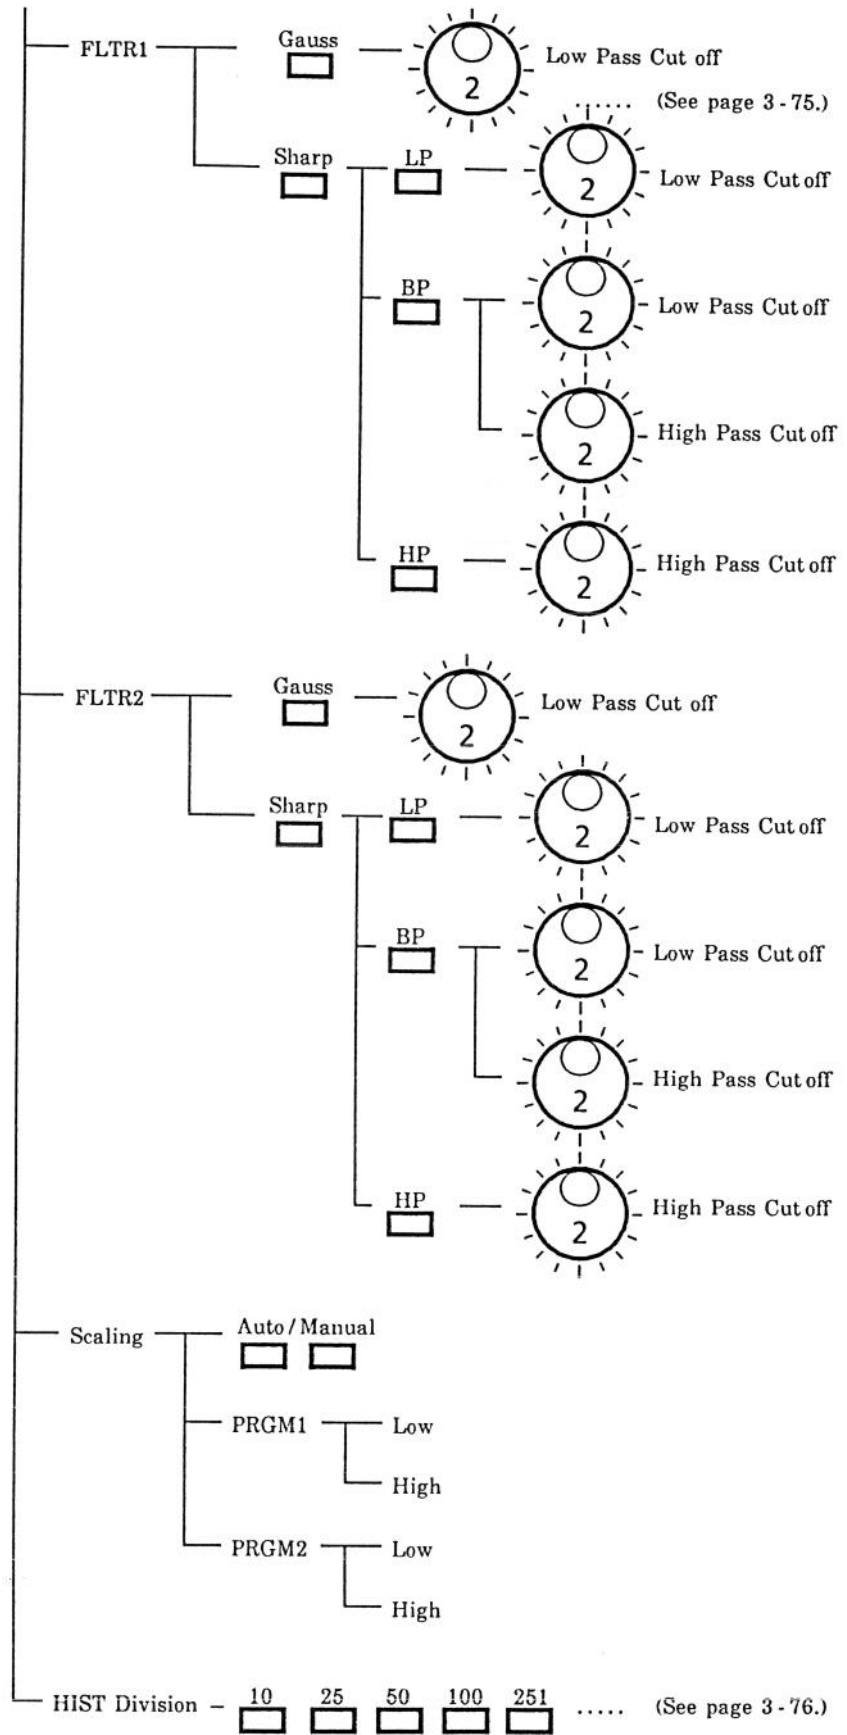 FLTR1
Gauss
2
Low Pass Cut off
...... (See page 3 - 75.)
Sharp
LP
2
Low Pass Cut off
BP
2
Low Pass Cut off
2
High Pass Cut off
HP
2
High Pass Cut off
FLTR2
Gauss
2
Low Pass Cut off
Sharp
LP
2
Low Pass Cut off
BP
2
Low Pass Cut off
2
High Pass Cut off
HP
2
High Pass Cut off
Scaling
Auto / Manual
PRGM1
Low
High
PRGM2
Low
High
HIST Division
10 25 50 100 251
..... (See page 3 - 76.)